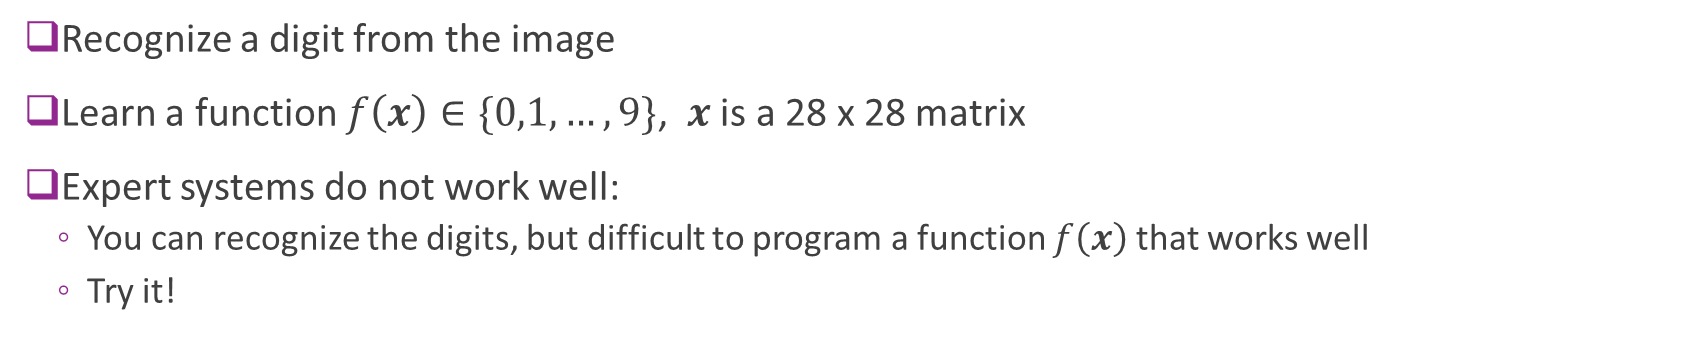 ❑Recognize a digit from the image
❑Learn a function f(x) ∈ {0,1, … , 9}, x is a 28 x 28 matrix
❑Expert systems do not work well:
◦ You can recognize the digits, but difficult to program a function f(x) that works well
◦ Try it!